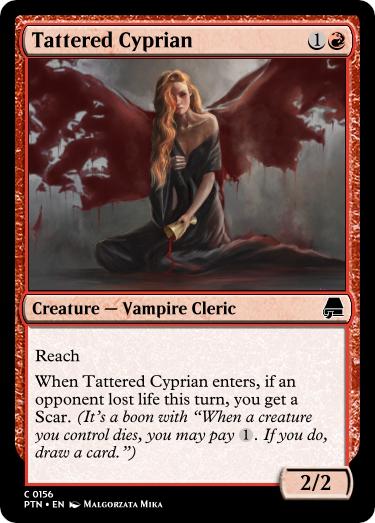 Tattered Cyprian 1
Creature — Vampire Cleric
Reach
When Tattered Cyprian enters, if an
opponent lost life this turn, you get a
Scar. (It's a boon with “When a creature
you control dies, you may pay 1. If you do,
draw a card.”)
2/2
C 0156
PTN • EN Malgorzata Mika